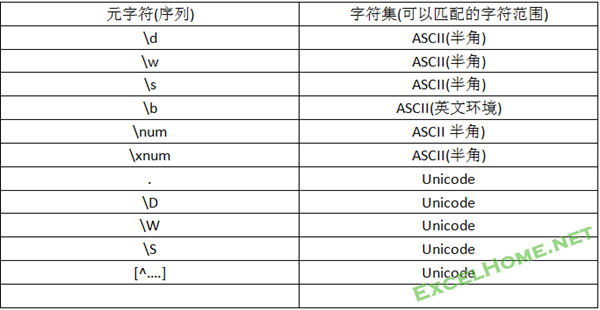 元字符(序列) 字符集(可以匹配的字符范围)
\d ASCII(半角)
\w ASCII(半角)
\s ASCII(半角)
\b ASCII(英文环境)
\num ASCII 半角)
\xnum ASCII(半角)
. Unicode
\D Unicode
\W Unicode
\S Unicode
[^....] Unicode
EXCELHOME.NET